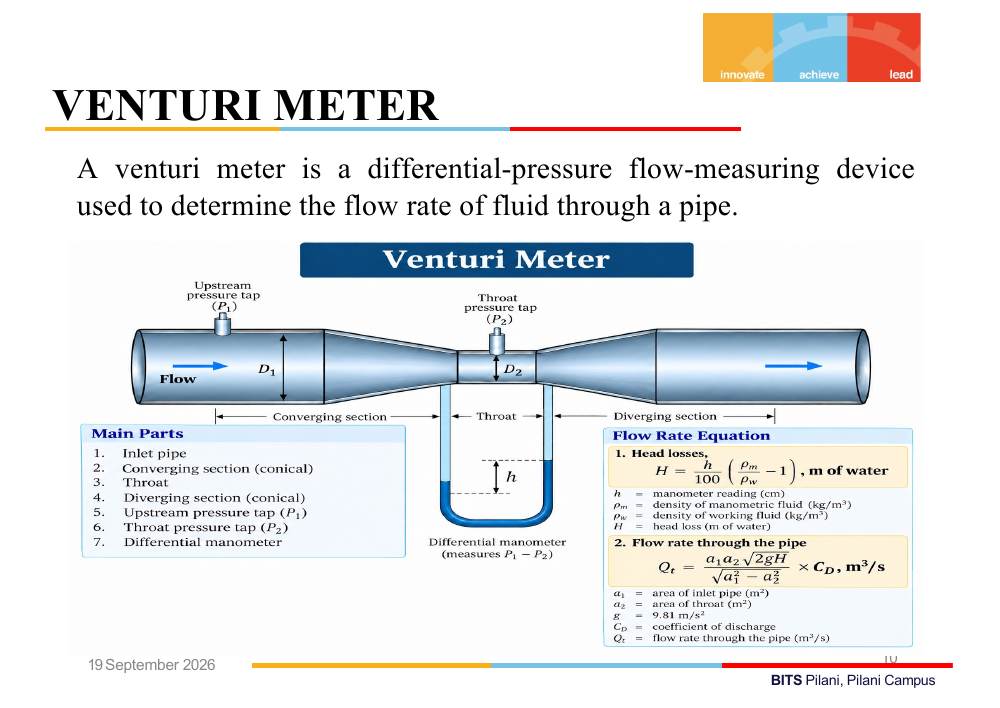 innovate achieve lead
VENTURI METER
A venturi meter is a differential-pressure flow-measuring device
used to determine the flow rate of fluid through a pipe.
Venturi Meter
Upstream
pressure tap
(P₁)
Throat
pressure tap
(P₂)
Flow
D₁
D₂
Converging section
Throat
Diverging section
h
Differential manometer
(measures P₁ − P₂)
Main Parts
1. Inlet pipe
2. Converging section (conical)
3. Throat
4. Diverging section (conical)
5. Upstream pressure tap (P₁)
6. Throat pressure tap (P₂)
7. Differential manometer
Flow Rate Equation
1. Head losses,
H = h/100 (ρₘ/ρ_w − 1), m of water
h = manometer reading (cm)
ρₘ = density of manometric fluid (kg/m³)
ρ_w = density of working fluid (kg/m³)
H = head loss (m of water)
2. Flow rate through the pipe
Qₜ = a₁a₂√2gH / √a₁² − a₂² × C_D, m³/s
a₁ = area of inlet pipe (m²)
a₂ = area of throat (m²)
g = 9.81 m/s²
C_D = coefficient of discharge
Qₜ = flow rate through the pipe (m³/s)
19 September 2026
10
BITS Pilani, Pilani Campus